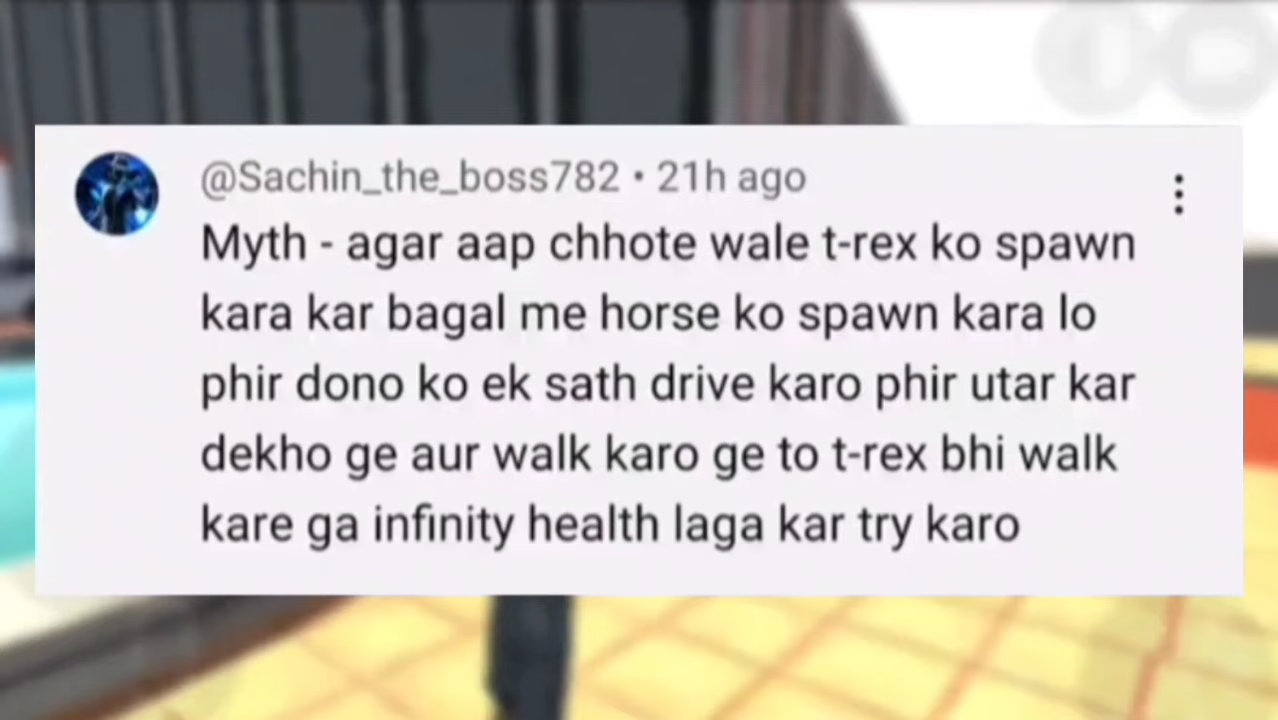 @Sachin_the_boss782 • 21h ago
Myth - agar aap chhote wale t-rex ko spawn
kara kar bagal me horse ko spawn kara lo
phir dono ko ek sath drive karo phir utar kar
dekho ge aur walk karo ge to t-rex bhi walk
kare ga infinity health laga kar try karo